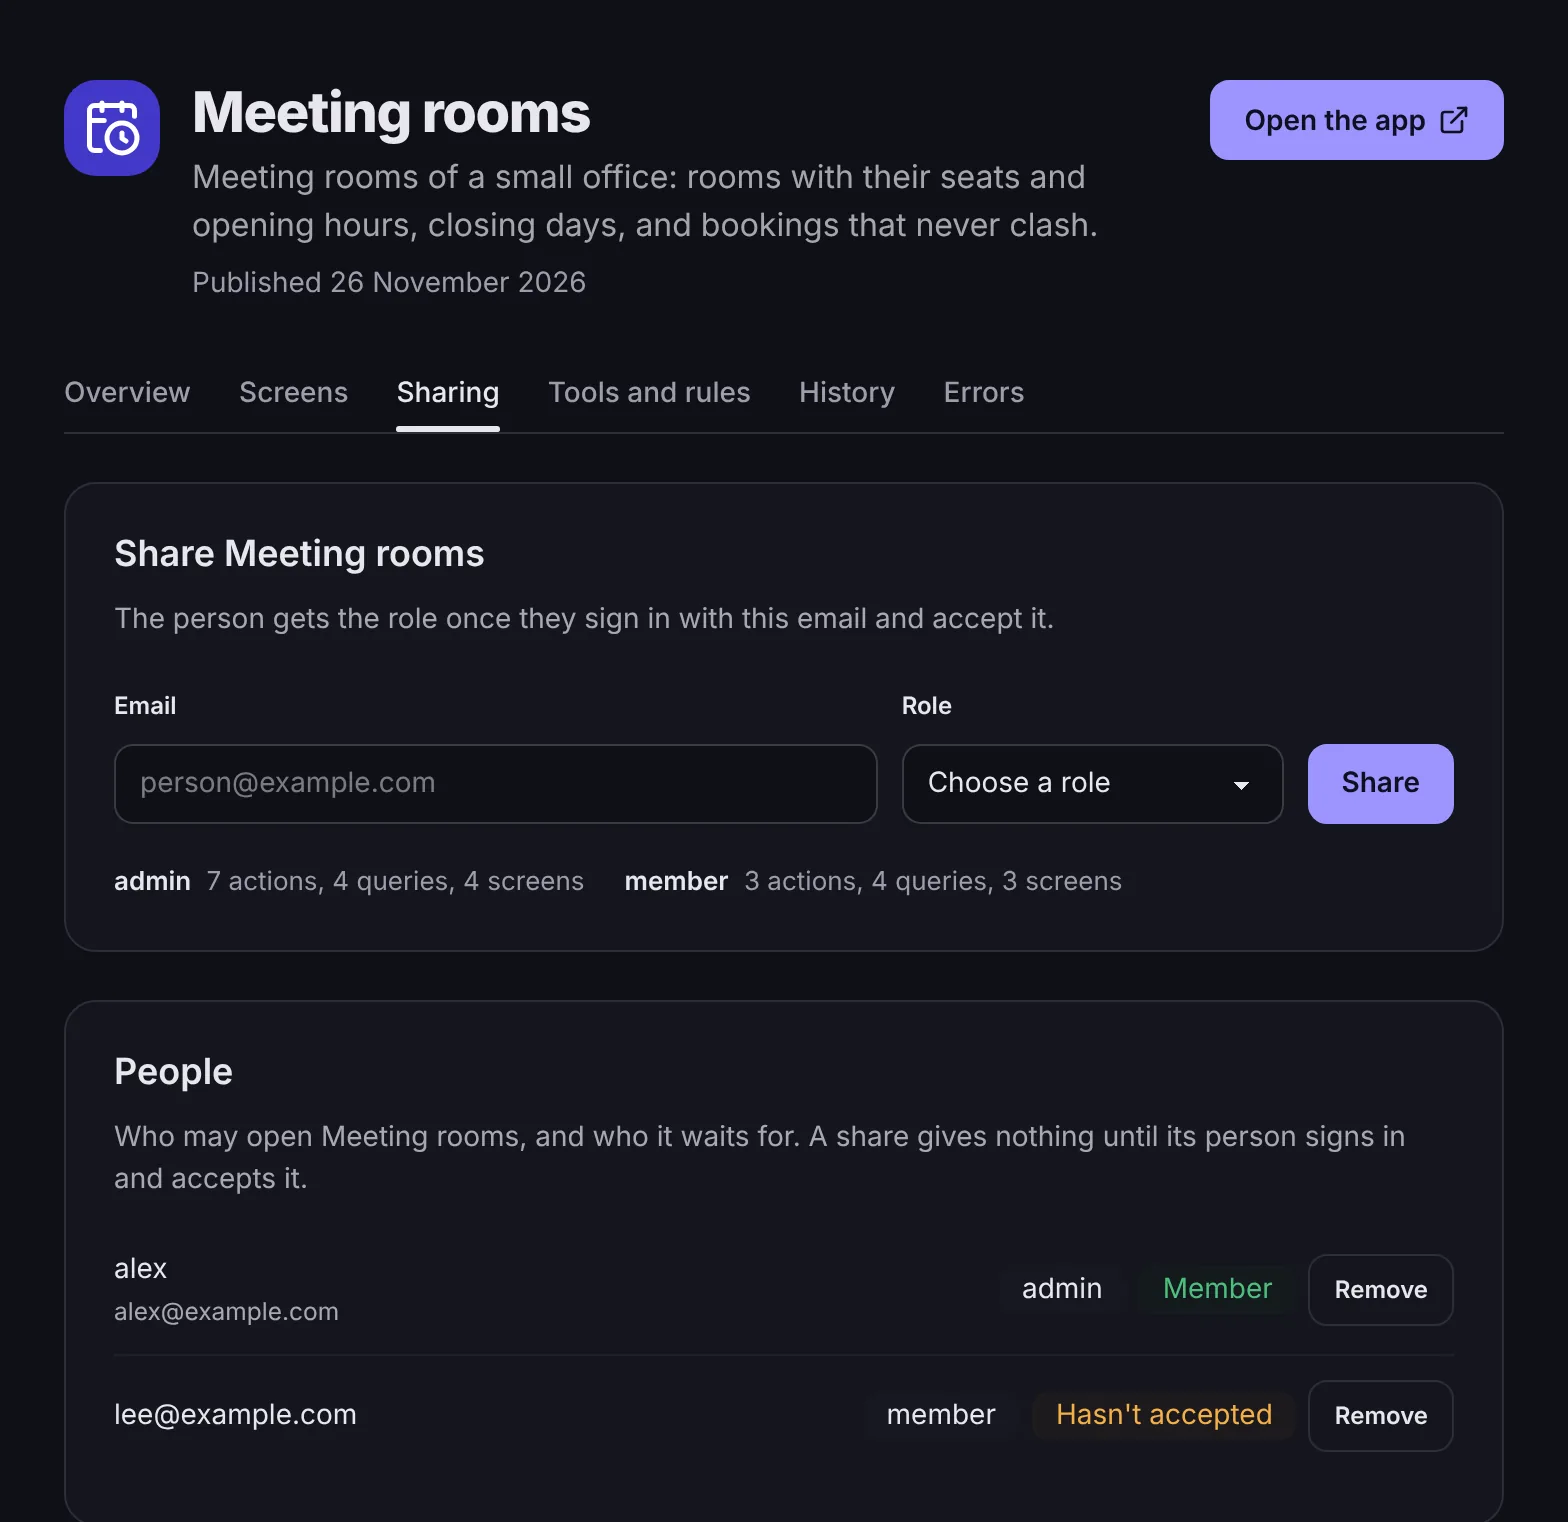 Meeting rooms
Open the app
Meeting rooms of a small office: rooms with their seats and
opening hours, closing days, and bookings that never clash.
Published 26 November 2026
Overview Screens Sharing Tools and rules History Errors
Share Meeting rooms
The person gets the role once they sign in with this email and accept it.
Email Role
person@example.com Choose a role Share
admin 7 actions, 4 queries, 4 screens member 3 actions, 4 queries, 3 screens
People
Who may open Meeting rooms, and who it waits for. A share gives nothing until its person signs in
and accepts it.
alex
alex@example.com
admin Member Remove
lee@example.com member Hasn't accepted Remove